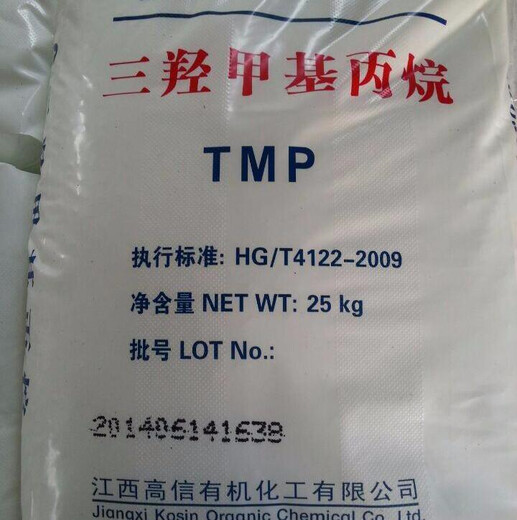 三羟甲基丙烷
TMP
执行标准: HG/T4122-2009
净含量 NET WT: 25 kg
批号 LOT No.:
201406141638
江西高信有机化工有限公司
Jiangxi Kosin Organic Chemical Co., Ltd.